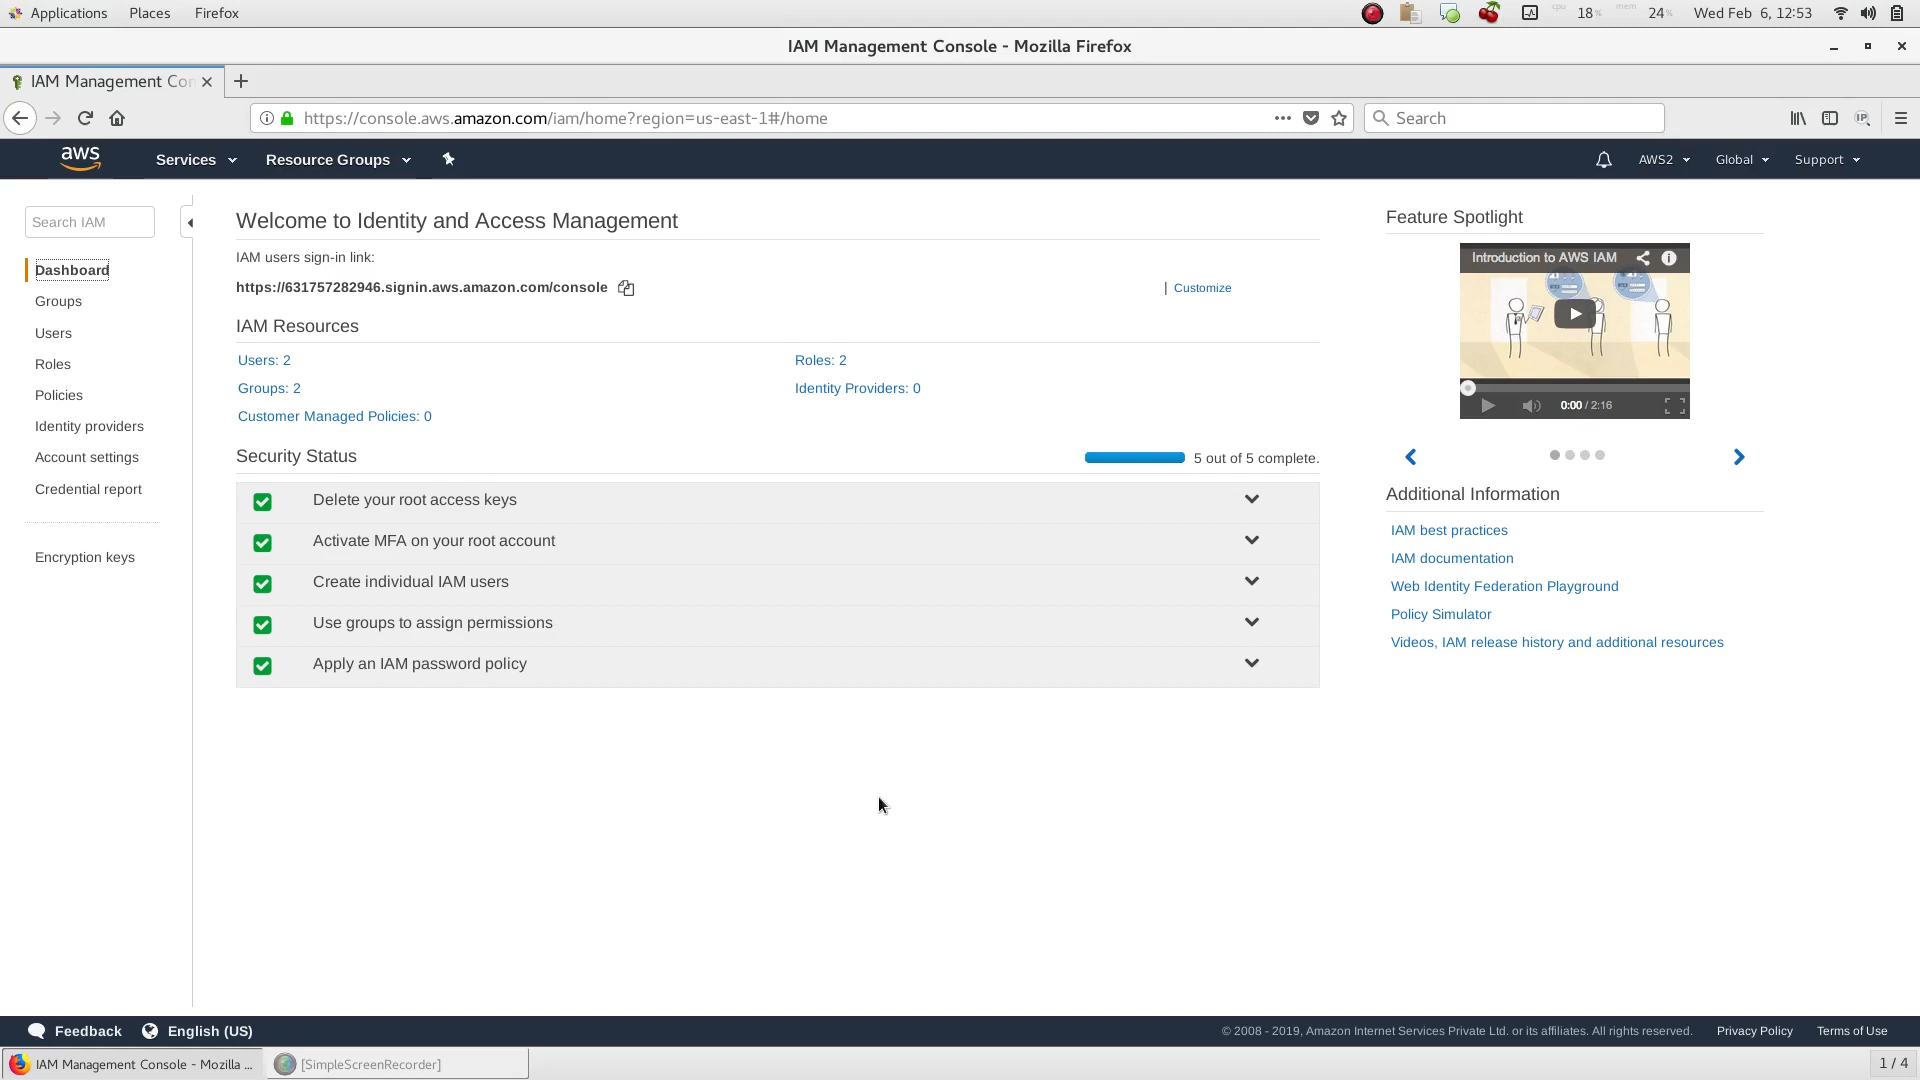 Applications Places Firefox cpu 18% mem 24% Wed Feb 6, 12:53
IAM Management Console - Mozilla Firefox
IAM Management Con
https://console.aws.amazon.com/iam/home?region=us-east-1#/home Search IP
aws Services Resource Groups AWS2 Global Support
Search IAM
Dashboard
Groups
Users
Roles
Policies
Identity providers
Account settings
Credential report
Encryption keys
Welcome to Identity and Access Management
IAM users sign-in link:
https://631757282946.signin.aws.amazon.com/console | Customize
IAM Resources
Users: 2 Roles: 2
Groups: 2 Identity Providers: 0
Customer Managed Policies: 0
Security Status 5 out of 5 complete.
Delete your root access keys
Activate MFA on your root account
Create individual IAM users
Use groups to assign permissions
Apply an IAM password policy
Feature Spotlight
Introduction to AWS IAM
0:00 / 2:16
Additional Information
IAM best practices
IAM documentation
Web Identity Federation Playground
Policy Simulator
Videos, IAM release history and additional resources
Feedback English (US) © 2008 - 2019, Amazon Internet Services Private Ltd. or its affiliates. All rights reserved. Privacy Policy Terms of Use
IAM Management Console - Mozilla ... [SimpleScreenRecorder] 1 / 4